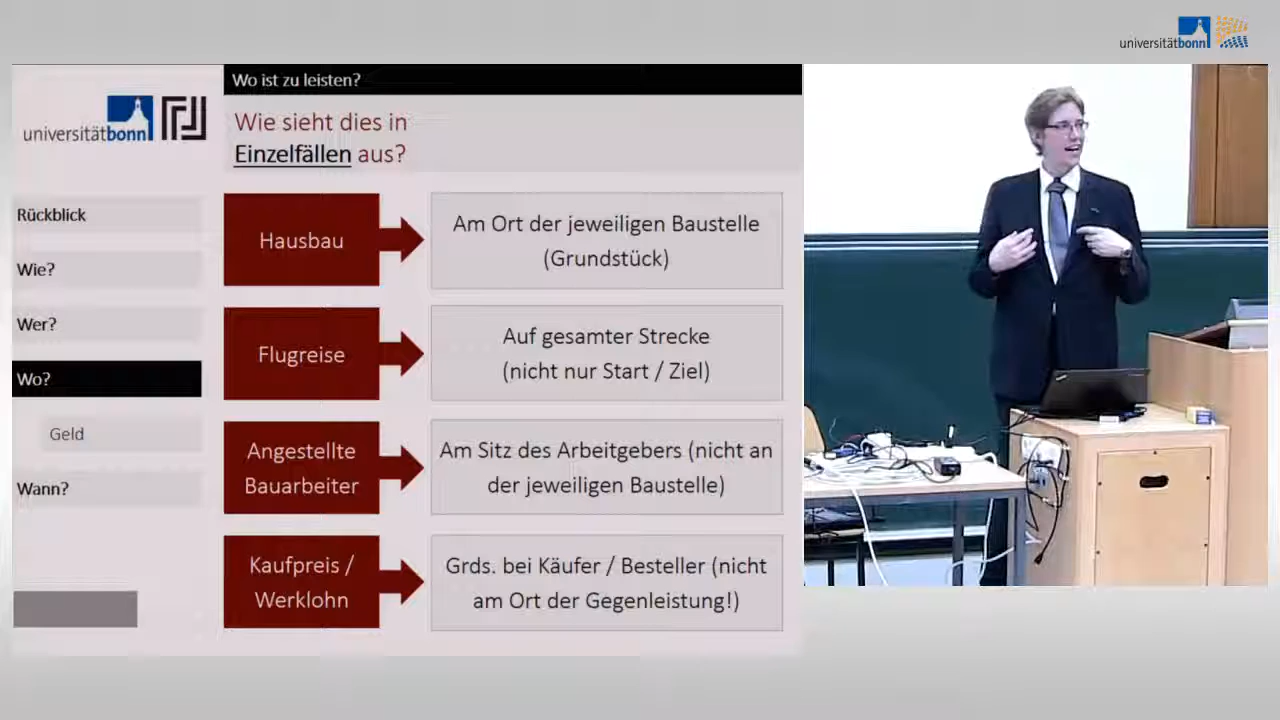 universitätbonn
Wo ist zu leisten?
universitätbonn
Wie sieht dies in
Einzelfällen aus?
Rückblick
Wie?
Wer?
Wo?
Geld
Wann?
Hausbau
Am Ort der jeweiligen Baustelle
(Grundstück)
Flugreise
Auf gesamter Strecke
(nicht nur Start / Ziel)
Angestellte
Bauarbeiter
Am Sitz des Arbeitgebers (nicht an
der jeweiligen Baustelle)
Kaufpreis /
Werklohn
Grds. bei Käufer / Besteller (nicht
am Ort der Gegenleistung!)